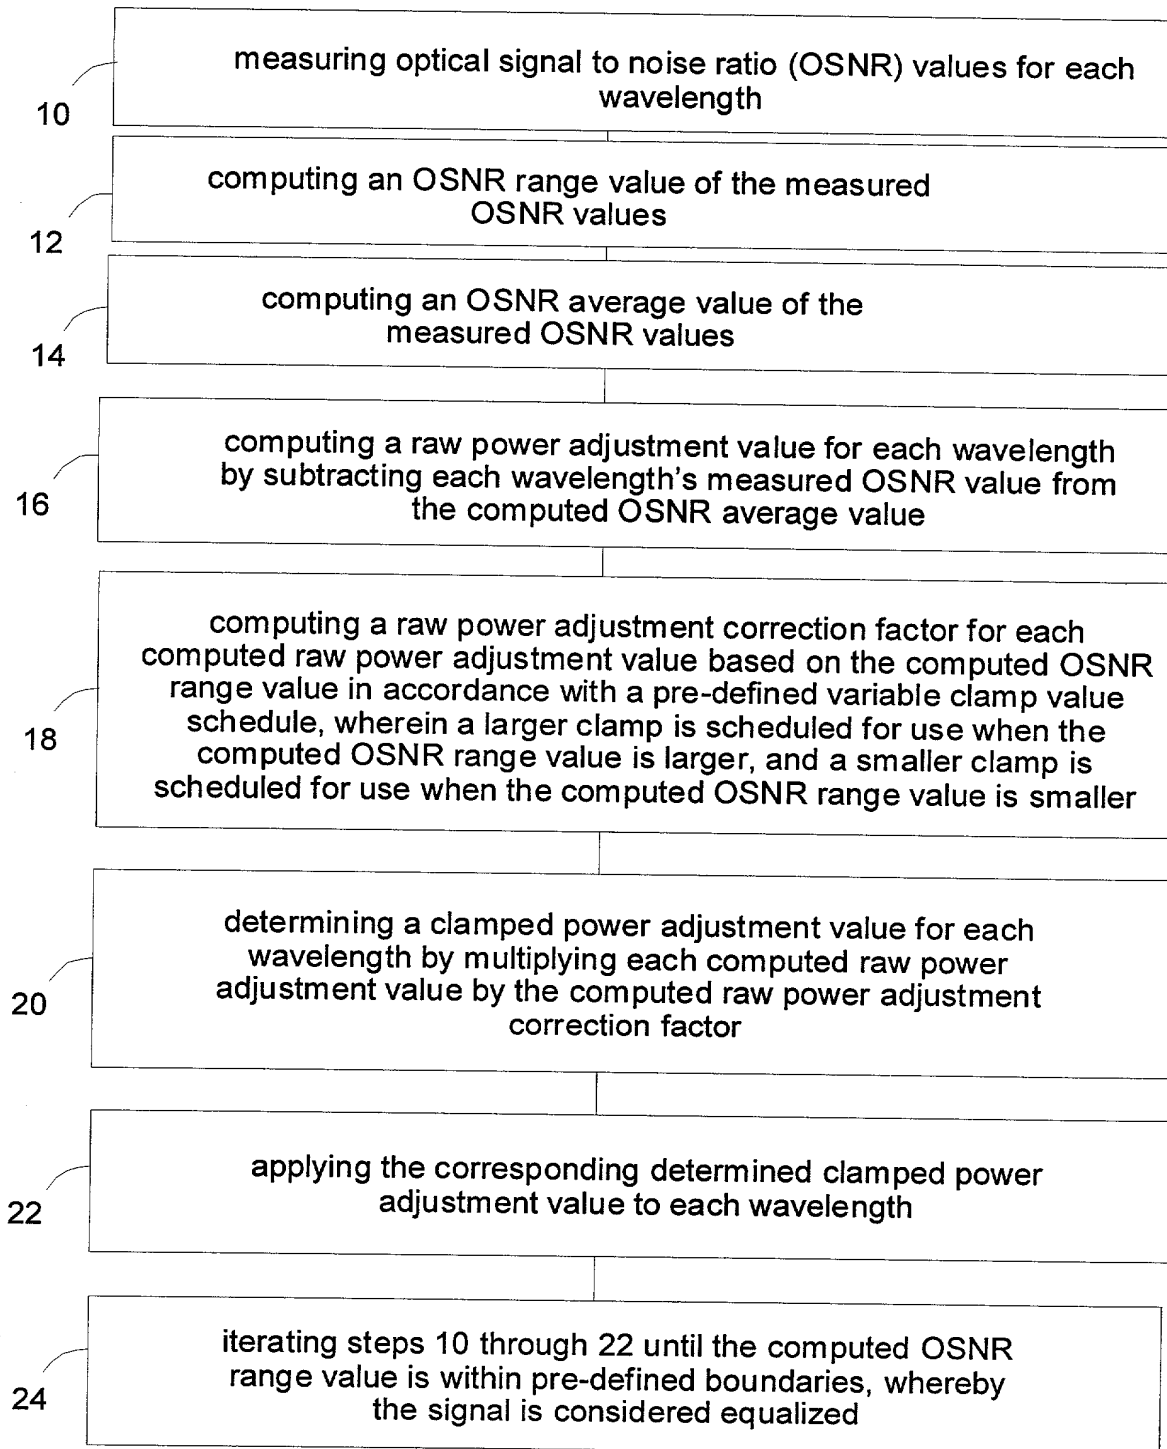 measuring optical signal to noise ratio (OSNR) values for each
wavelength
10
computing an OSNR range value of the measured
OSNR values
12
computing an OSNR average value of the
measured OSNR values
14
computing a raw power adjustment value for each wavelength
by subtracting each wavelength's measured OSNR value from
the computed OSNR average value
16
computing a raw power adjustment correction factor for each
computed raw power adjustment value based on the computed OSNR
range value in accordance with a pre-defined variable clamp value
schedule, wherein a larger clamp is scheduled for use when the
computed OSNR range value is larger, and a smaller clamp is
scheduled for use when the computed OSNR range value is smaller
18
determining a clamped power adjustment value for each
wavelength by multiplying each computed raw power
adjustment value by the computed raw power adjustment
correction factor
20
applying the corresponding determined clamped power
adjustment value to each wavelength
22
iterating steps 10 through 22 until the computed OSNR
range value is within pre-defined boundaries, whereby
the signal is considered equalized
24